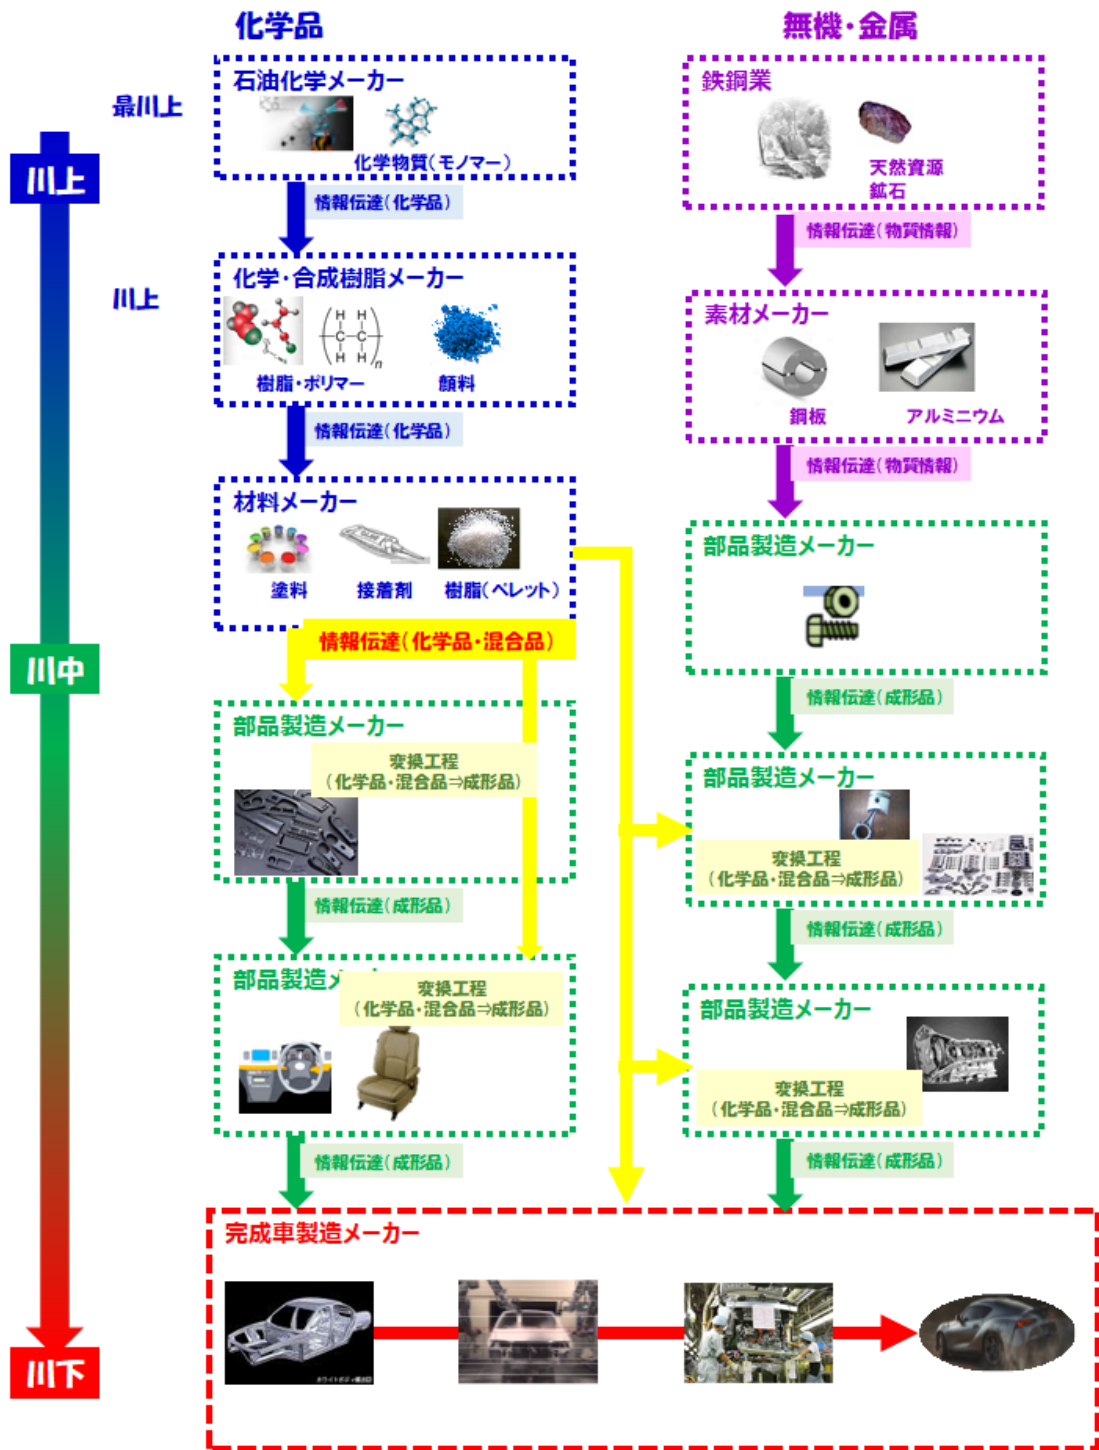 化学品
無機・金属
最川上
川上
川上
石油化学メーカー
化学物質(モノマー)
情報伝達(化学品)
化学・合成樹脂メーカー
樹脂・ポリマー
顔料
情報伝達(化学品)
材料メーカー
塗料
接着剤
樹脂(ペレット)
情報伝達(化学品・混合品)
川中
部品製造メーカー
変換工程
(化学品・混合品⇒成形品)
情報伝達(成形品)
部品製造メーカ
変換工程
(化学品・混合品⇒成形品)
情報伝達(成形品)
鉄鋼業
天然資源
鉱石
情報伝達(物質情報)
素材メーカー
鋼板
アルミニウム
情報伝達(物質情報)
部品製造メーカー
情報伝達(成形品)
部品製造メーカー
変換工程
(化学品・混合品⇒成形品)
情報伝達(成形品)
部品製造メーカー
変換工程
(化学品・混合品⇒成形品)
情報伝達(成形品)
川下
完成車製造メーカー